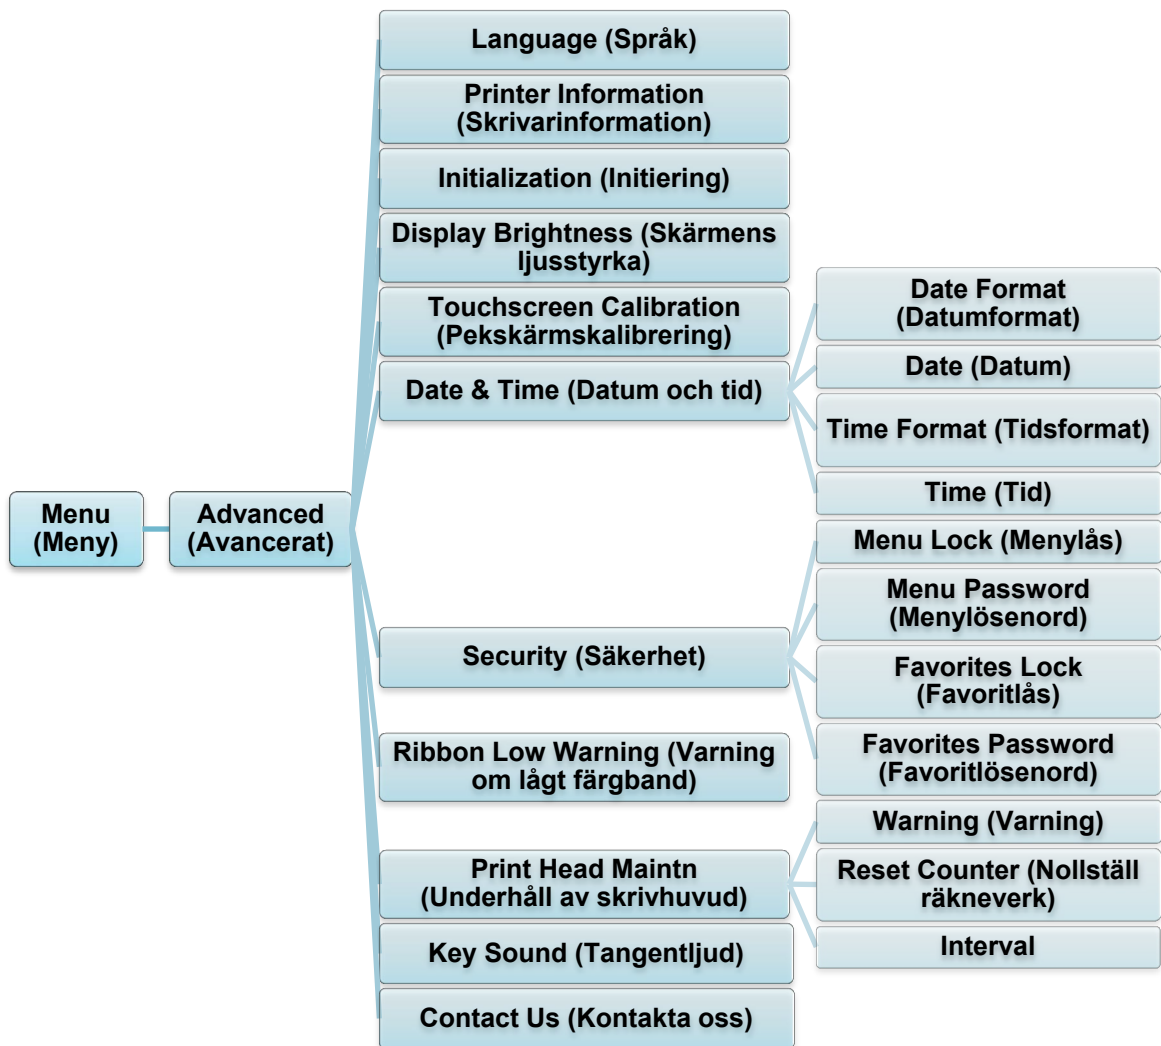 Menu
(Meny)
Advanced
(Avancerat)
Language (Språk)
Printer Information
(Skrivarinformation)
Initialization (Initiering)
Display Brightness (Skärmens
ljusstyrka)
Touchscreen Calibration
(Pekskärmskalibrering)
Date & Time (Datum och tid)
Date Format
(Datumformat)
Date (Datum)
Time Format (Tidsformat)
Time (Tid)
Security (Säkerhet)
Menu Lock (Menylås)
Menu Password
(Menylösenord)
Favorites Lock
(Favoritlås)
Favorites Password
(Favoritlösenord)
Ribbon Low Warning (Varning
om lågt färgband)
Print Head Maintn
(Underhåll av skrivhuvud)
Warning (Varning)
Reset Counter (Nollställ
räkneverk)
Interval
Key Sound (Tangentljud)
Contact Us (Kontakta oss)